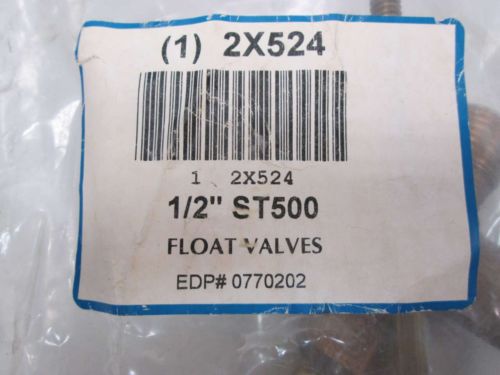 (1) 2X524
1 2X524
1/2" ST500
FLOAT VALVES
EDP# 0770202